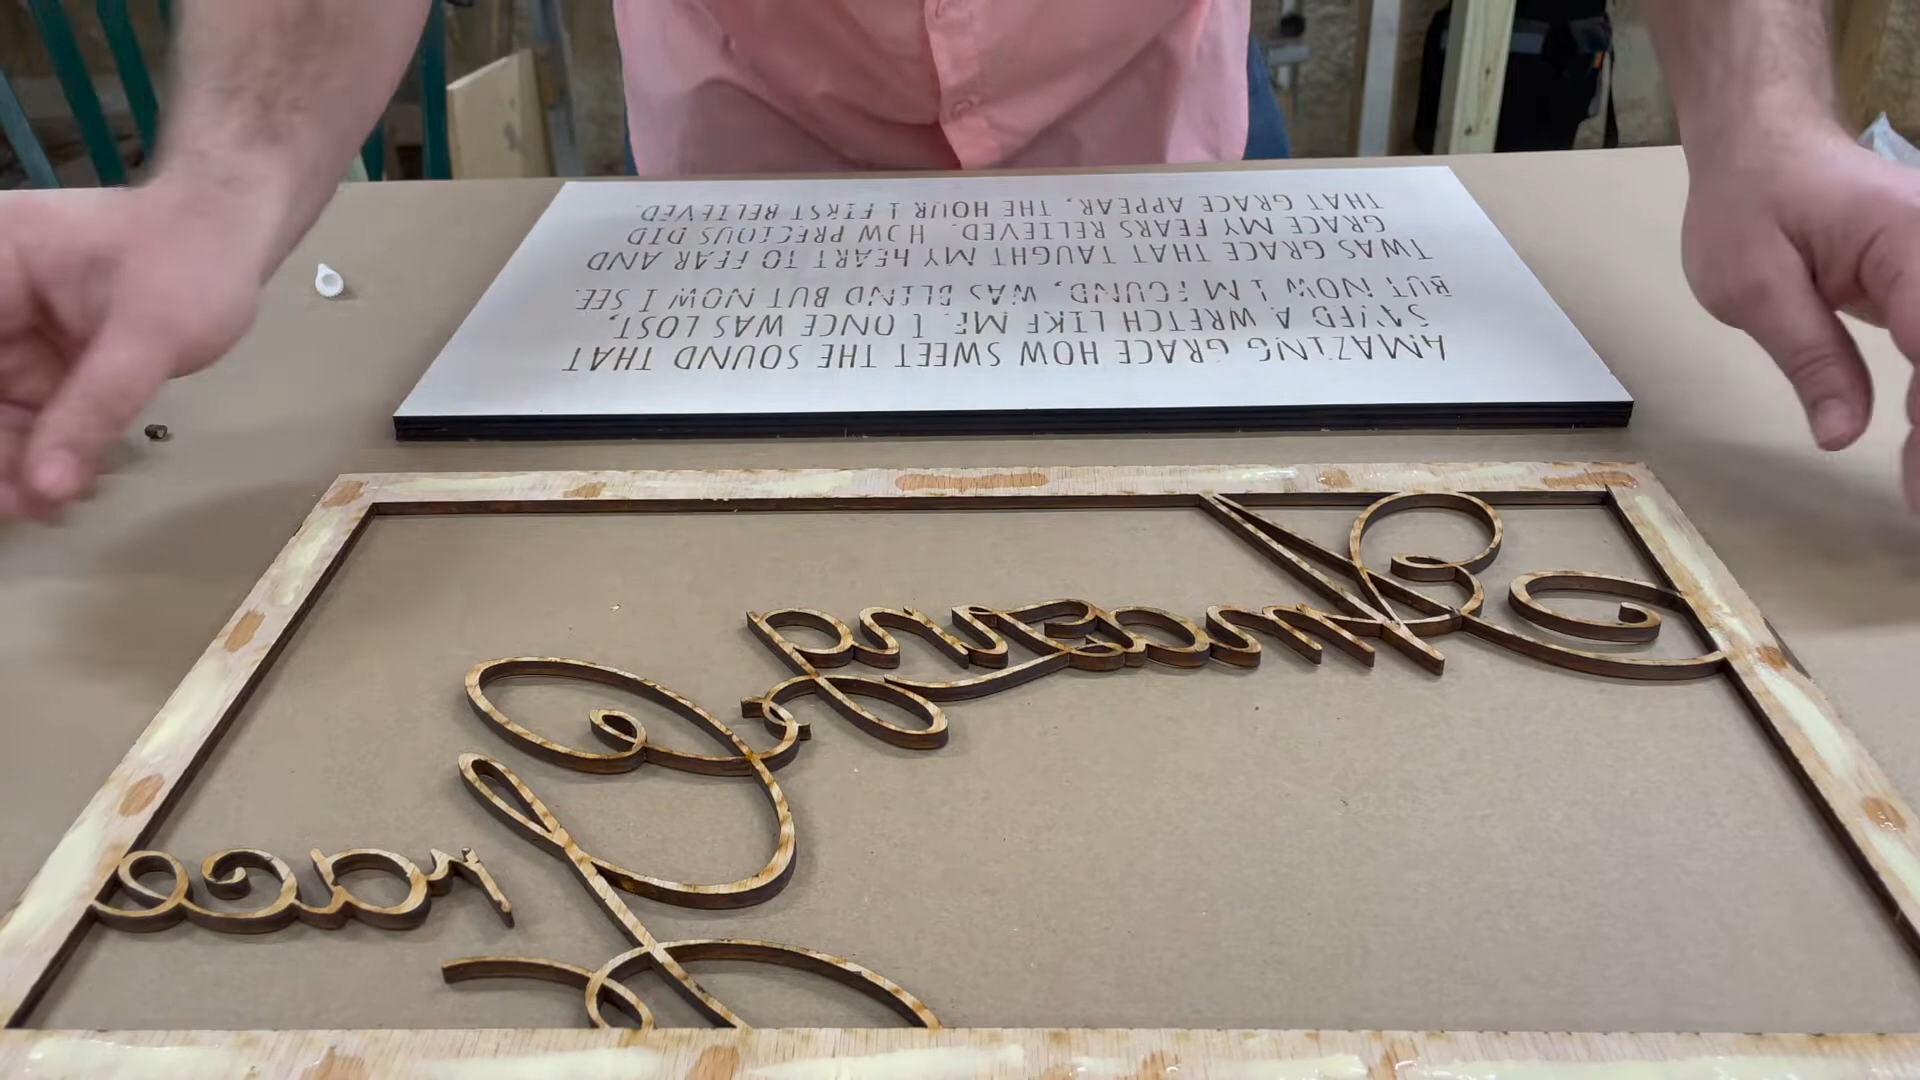 AMAZING GRACE HOW SWEET THE SOUND THAT
SAVED A WRETCH LIKE ME. I ONCE WAS LOST,
BUT NOW I M FOUND, WAS BLIND BUT NOW I SEE.
TWAS GRACE THAT TAUGHT MY HEART TO FEAR AND
GRACE MY FEARS RELIEVED. HOW PRECIOUS DID
THAT GRACE APPEAR, THE HOUR I FIRST BELIEVED.
Amazing
Grace